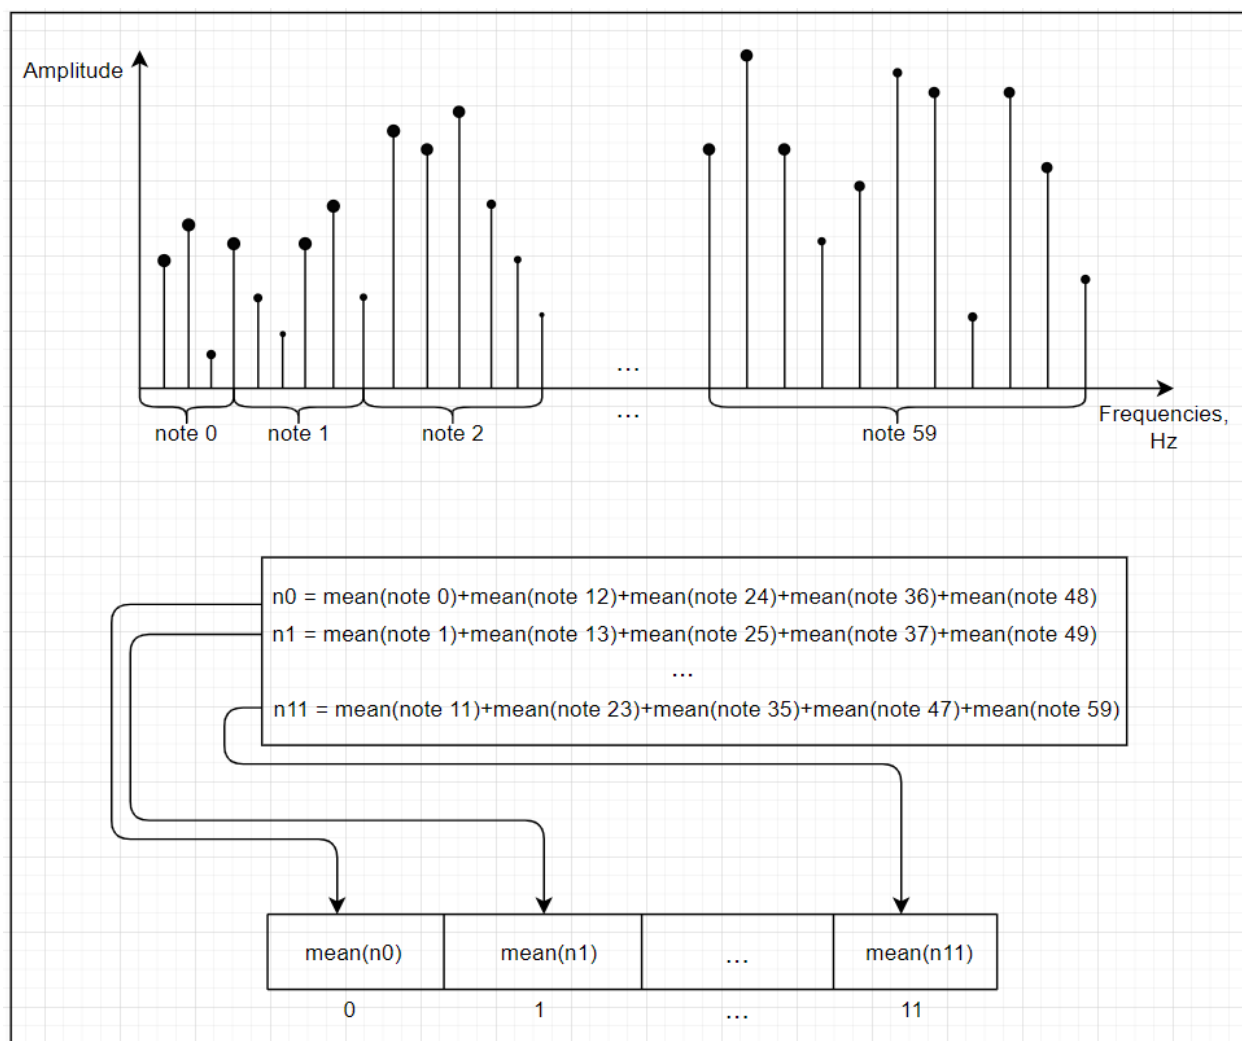 Amplitude
...
...
note 0
note 1
note 2
note 59
Frequencies,
Hz
n0 = mean(note 0)+mean(note 12)+mean(note 24)+mean(note 36)+mean(note 48)
n1 = mean(note 1)+mean(note 13)+mean(note 25)+mean(note 37)+mean(note 49)
...
n11 = mean(note 11)+mean(note 23)+mean(note 35)+mean(note 47)+mean(note 59)
mean(n0) mean(n1) ... mean(n11)
0 1 ... 11